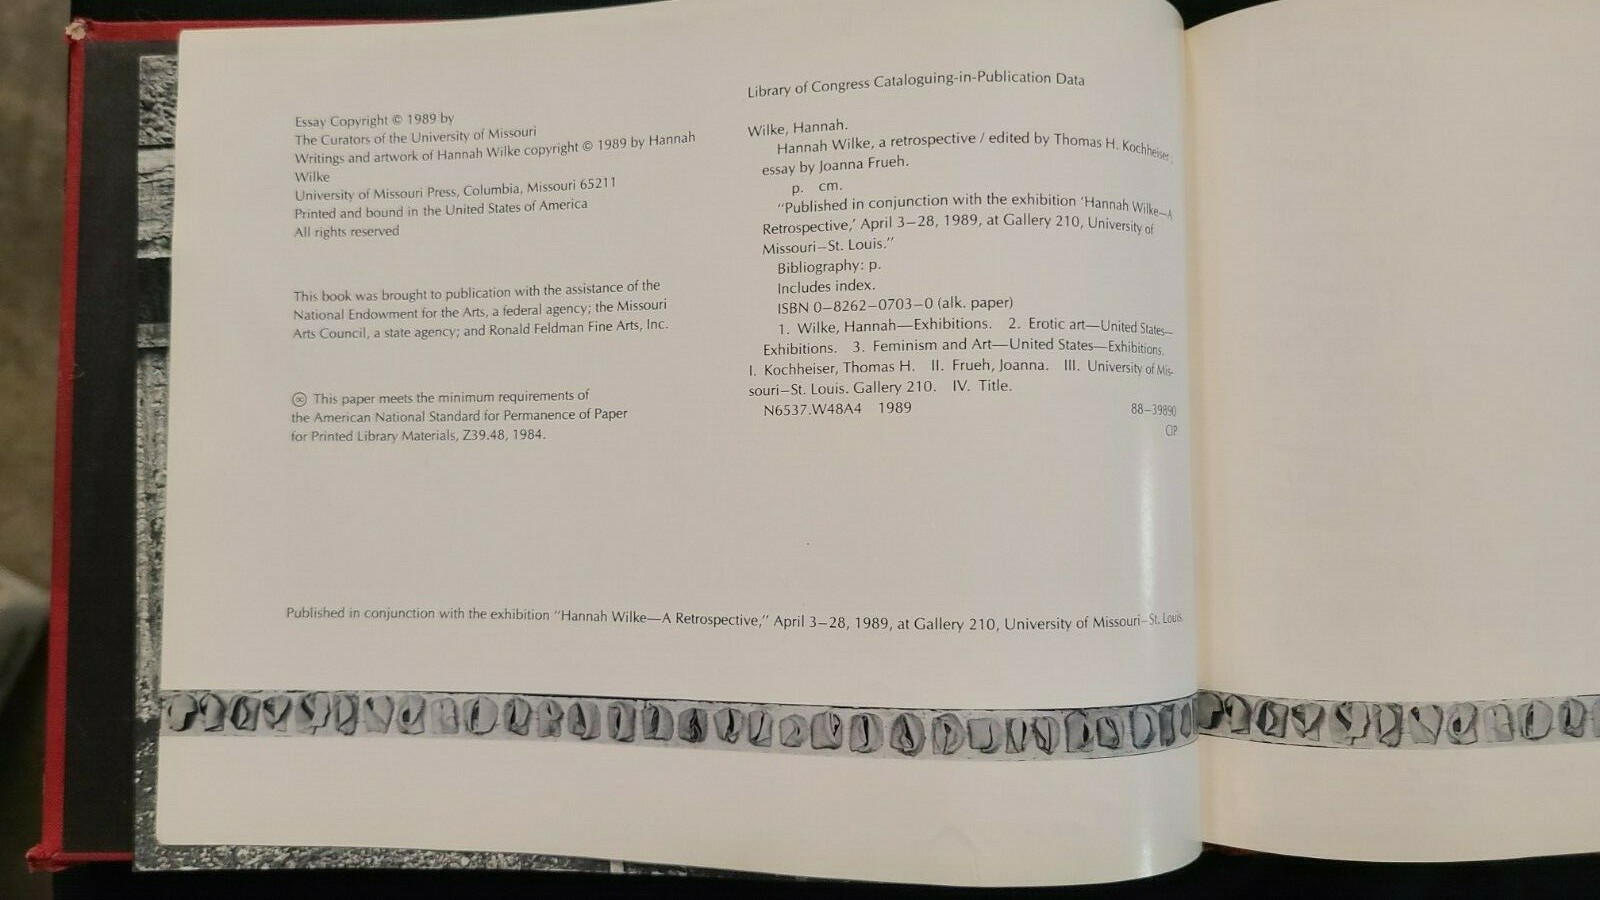 Essay Copyright © 1989 by
The Curators of the University of Missouri
Writings and artwork of Hannah Wilke copyright © 1989 by Hannah
Wilke
University of Missouri Press, Columbia, Missouri 65211
Printed and bound in the United States of America
All rights reserved
This book was brought to publication with the assistance of the
National Endowment for the Arts, a federal agency; the Missouri
Arts Council, a state agency; and Ronald Feldman Fine Arts, Inc.
♾ This paper meets the minimum requirements of
the American National Standard for Permanence of Paper
for Printed Library Materials, Z39.48, 1984.
Library of Congress Cataloguing-in-Publication Data
Wilke, Hannah.
Hannah Wilke, a retrospective / edited by Thomas H. Kochheiser ;
essay by Joanna Frueh.
p. cm.
“Published in conjunction with the exhibition ‘Hannah Wilke—A
Retrospective,’ April 3–28, 1989, at Gallery 210, University of
Missouri–St. Louis.”
Bibliography: p.
Includes index.
ISBN 0–8262–0703–0 (alk. paper)
1. Wilke, Hannah—Exhibitions. 2. Erotic art—United States—
Exhibitions. 3. Feminism and Art—United States—Exhibitions.
I. Kochheiser, Thomas H. II. Frueh, Joanna. III. University of Mis-
souri–St. Louis. Gallery 210. IV. Title.
N6537.W48A4 1989 88–39890
CIP
Published in conjunction with the exhibition “Hannah Wilke—A Retrospective,” April 3–28, 1989, at Gallery 210, University of Missouri–St. Louis.